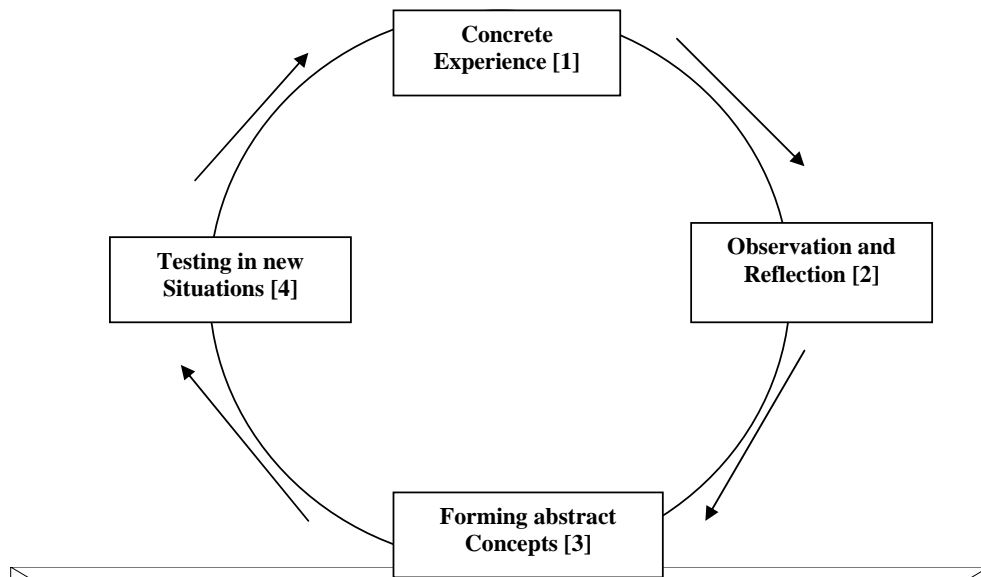 Concrete
Experience [1]
Observation and
Reflection [2]
Testing in new
Situations [4]
Forming abstract
Concepts [3]